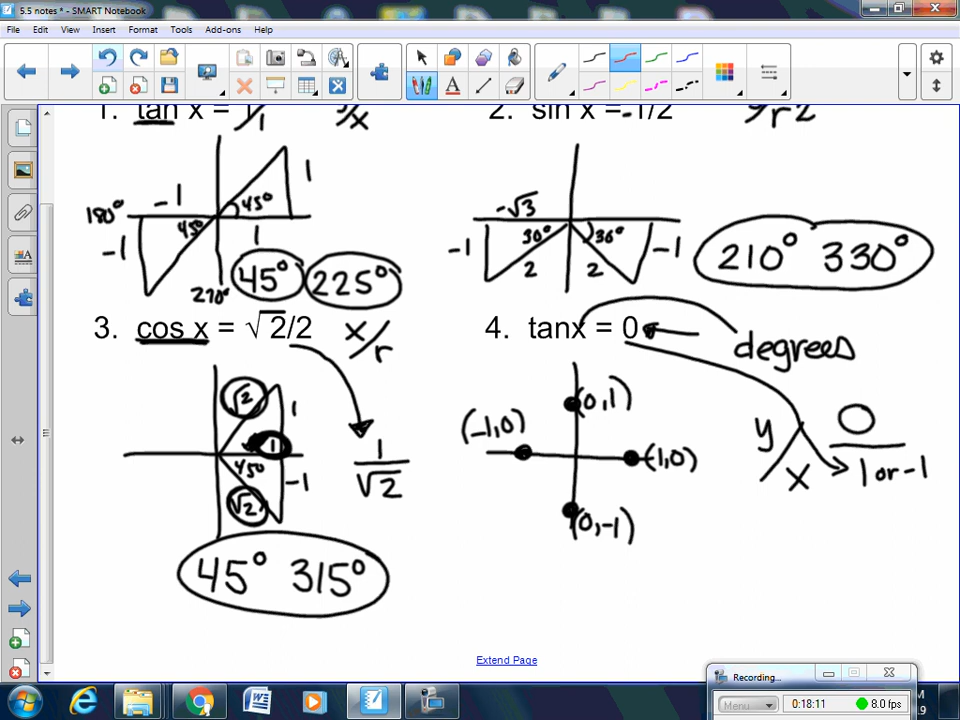 5.5 notes * - SMART Notebook
File Edit View Insert Format Tools Add-ons Help
1. tan x = 1/1 y/x
2. sin x = -1/2 y r 2
-1
1
180°
45°
45°
-1
1
270°
45° 225°
-√3
-1
30°
30°
-1
2
2
210° 330°
3. cos x = √2/2 x/r
4. tanx = 0
degrees
√2
1
1
45°
-1
√2
1
√2
45° 315°
(0,1)
(-1,0)
(1,0)
(0,-1)
y/x
0
1 or -1
Extend Page
Recording...
Menu
0:18:11
8.0 fps